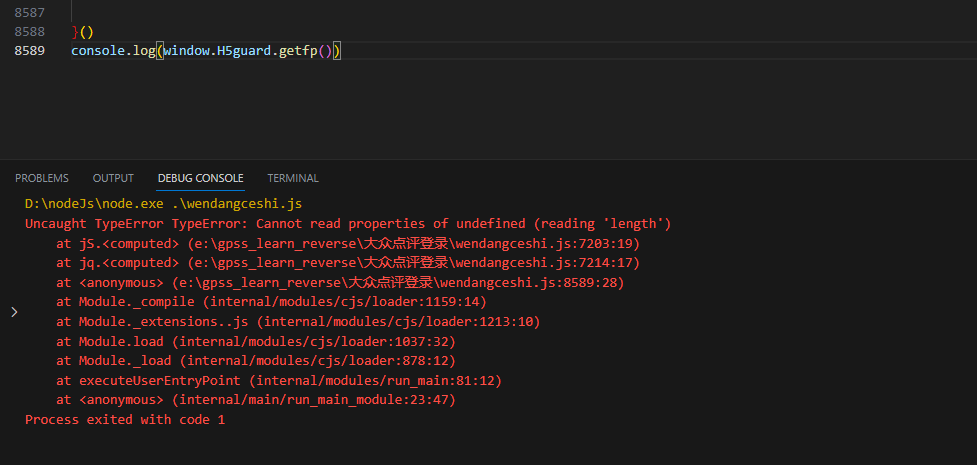 8587
8588 }()
8589 console.log(window.H5guard.getfp())
PROBLEMS OUTPUT DEBUG CONSOLE TERMINAL
D:\nodeJs\node.exe .\wendangceshi.js
Uncaught TypeError TypeError: Cannot read properties of undefined (reading 'length')
at jS.<computed> (e:\gpss_learn_reverse\大众点评登录\wendangceshi.js:7203:19)
at jq.<computed> (e:\gpss_learn_reverse\大众点评登录\wendangceshi.js:7214:17)
at <anonymous> (e:\gpss_learn_reverse\大众点评登录\wendangceshi.js:8589:28)
at Module._compile (internal/modules/cjs/loader:1159:14)
at Module._extensions..js (internal/modules/cjs/loader:1213:10)
at Module.load (internal/modules/cjs/loader:1037:32)
at Module._load (internal/modules/cjs/loader:878:12)
at executeUserEntryPoint (internal/modules/run_main:81:12)
at <anonymous> (internal/main/run_main_module:23:47)
Process exited with code 1